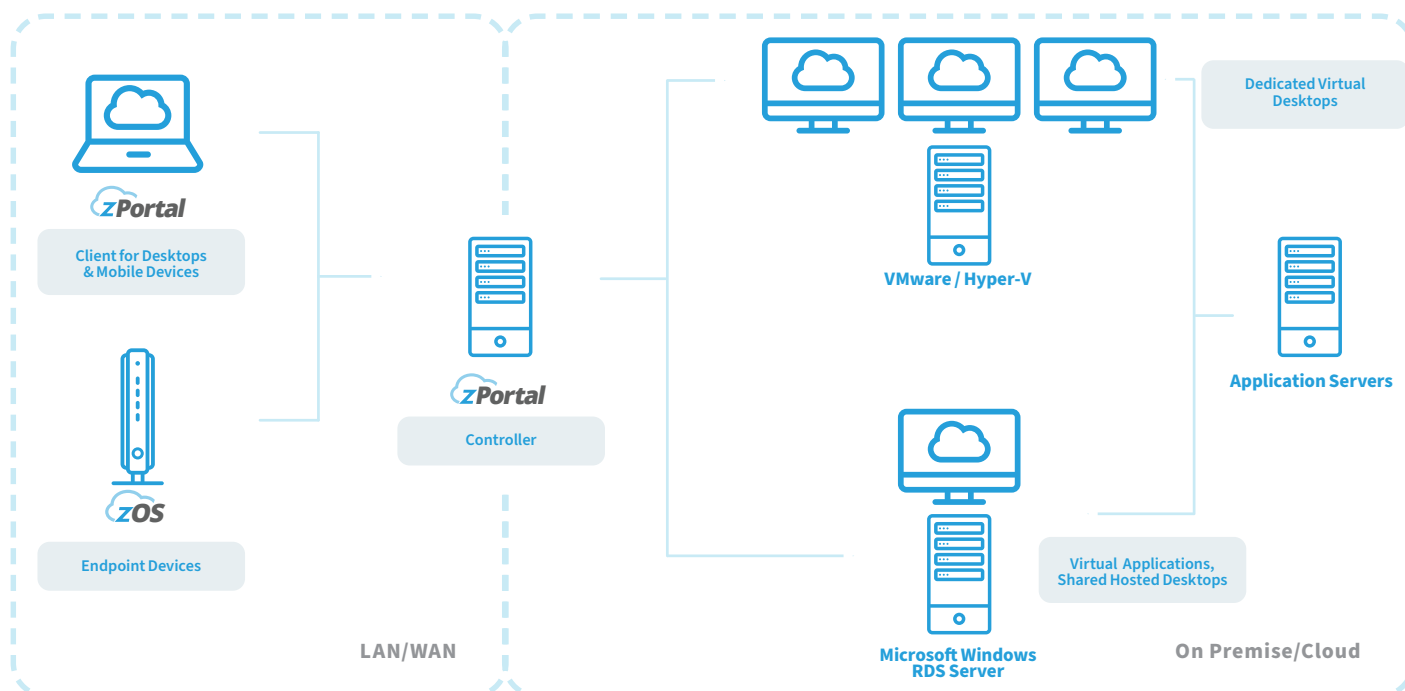 zPortal
Client for Desktops
& Mobile Devices
zOS
Endpoint Devices
LAN/WAN
zPortal
Controller
VMware / Hyper-V
Dedicated Virtual
Desktops
Application Servers
Virtual Applications,
Shared Hosted Desktops
Microsoft Windows
RDS Server
On Premise/Cloud